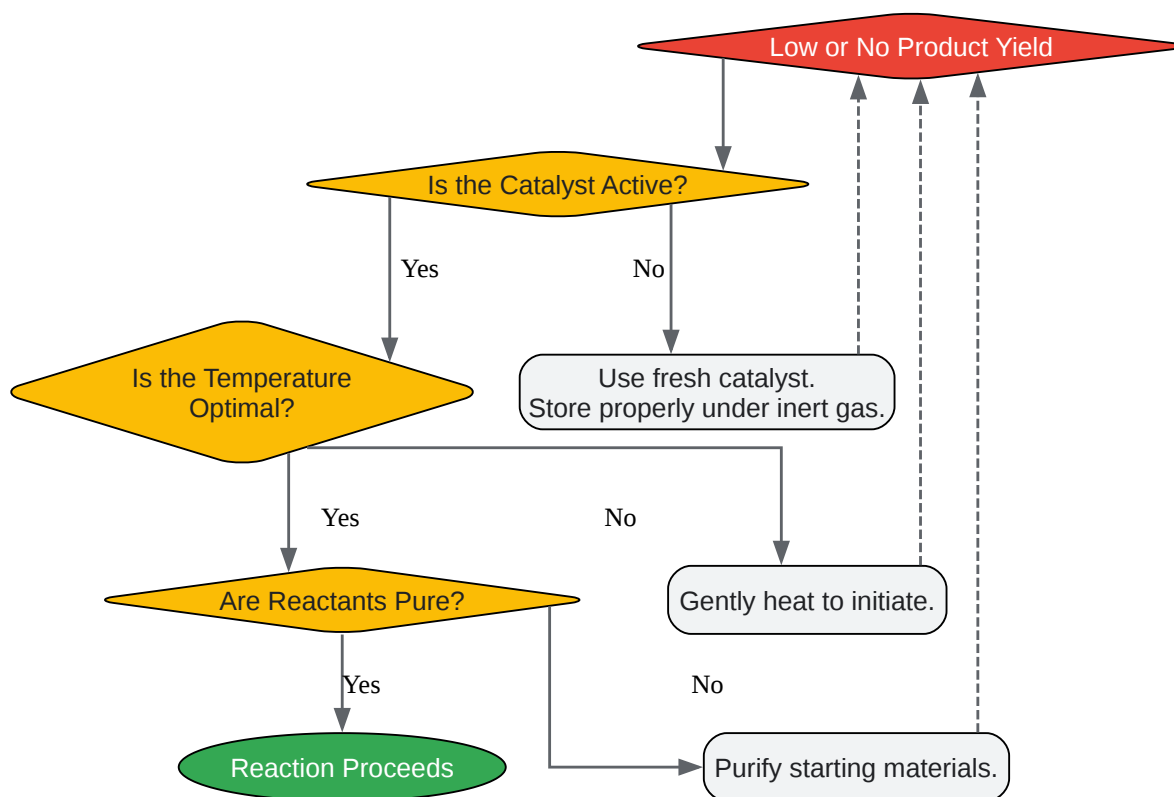 Low or No Product Yield
Is the Catalyst Active?
Yes
No
Is the Temperature
Optimal?
Use fresh catalyst.
Store properly under inert gas.
Yes
No
Are Reactants Pure?
Gently heat to initiate.
Yes
No
Reaction Proceeds
Purify starting materials.